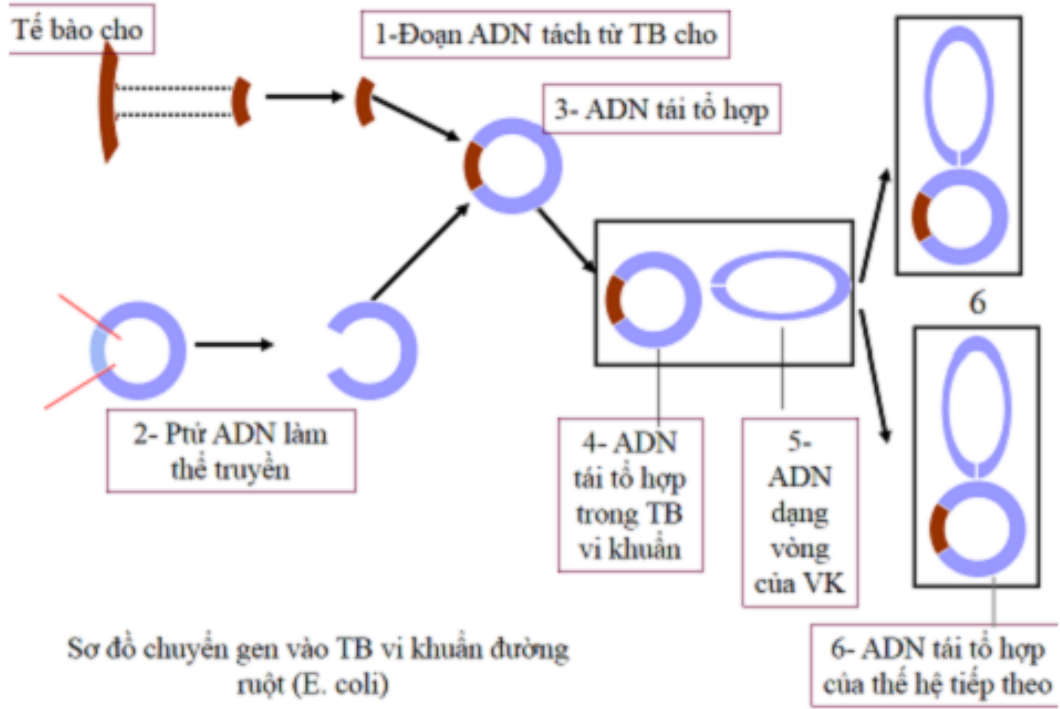 Tế bào cho
1-Đoạn ADN tách từ TB cho
3- ADN tái tổ hợp
2- Ptử ADN làm
thể truyền
4- ADN
tái tổ hợp
trong TB
vi khuẩn
5-
ADN
dạng
vòng
của VK
6
6- ADN tái tổ hợp
của thế hệ tiếp theo
Sơ đồ chuyển gen vào TB vi khuẩn đường
ruột (E. coli)